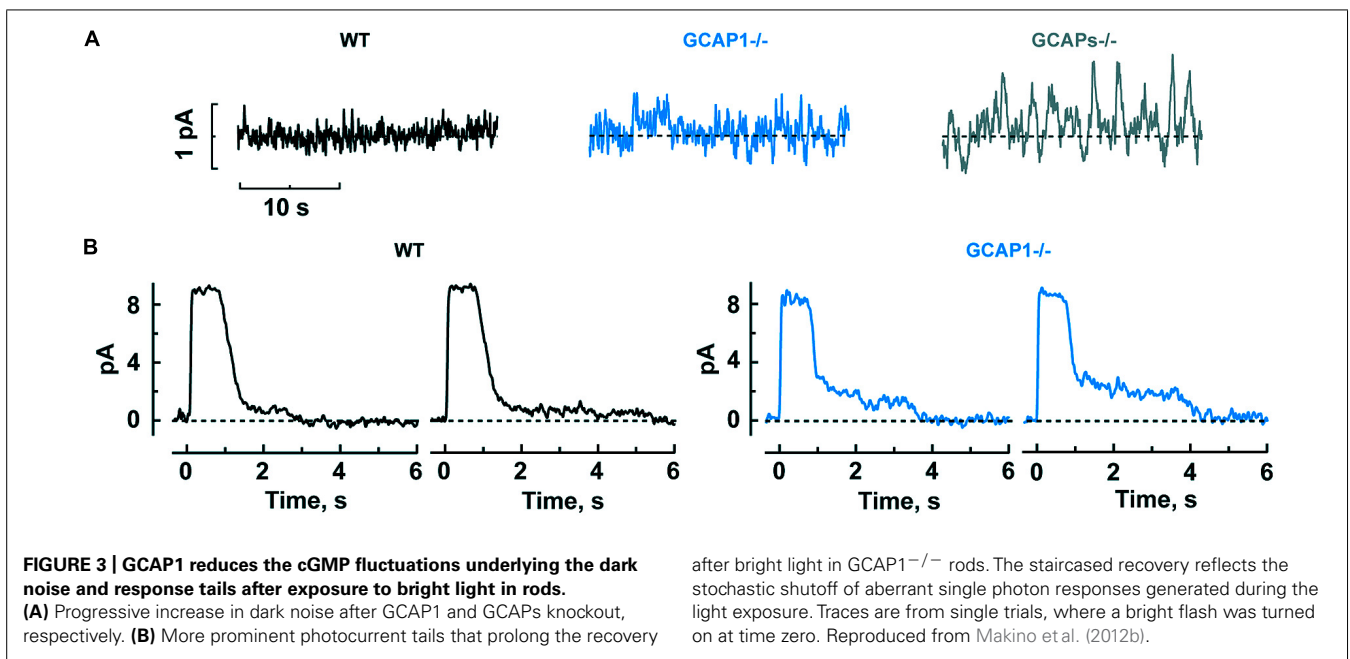 A
WT
GCAP1-/-
GCAPs-/-
1 pA
10 s
B
WT
GCAP1-/-
pA
8
4
0
0 2 4 6
Time, s
0 2 4 6
Time, s
pA
8
4
0
0 2 4 6
Time, s
0 2 4 6
Time, s
FIGURE 3 | GCAP1 reduces the cGMP fluctuations underlying the dark
noise and response tails after exposure to bright light in rods.
(A) Progressive increase in dark noise after GCAP1 and GCAPs knockout,
respectively. (B) More prominent photocurrent tails that prolong the recovery
after bright light in GCAP1−/− rods. The staircased recovery reflects the
stochastic shutoff of aberrant single photon responses generated during the
light exposure. Traces are from single trials, where a bright flash was turned
on at time zero. Reproduced from Makino et al. (2012b).